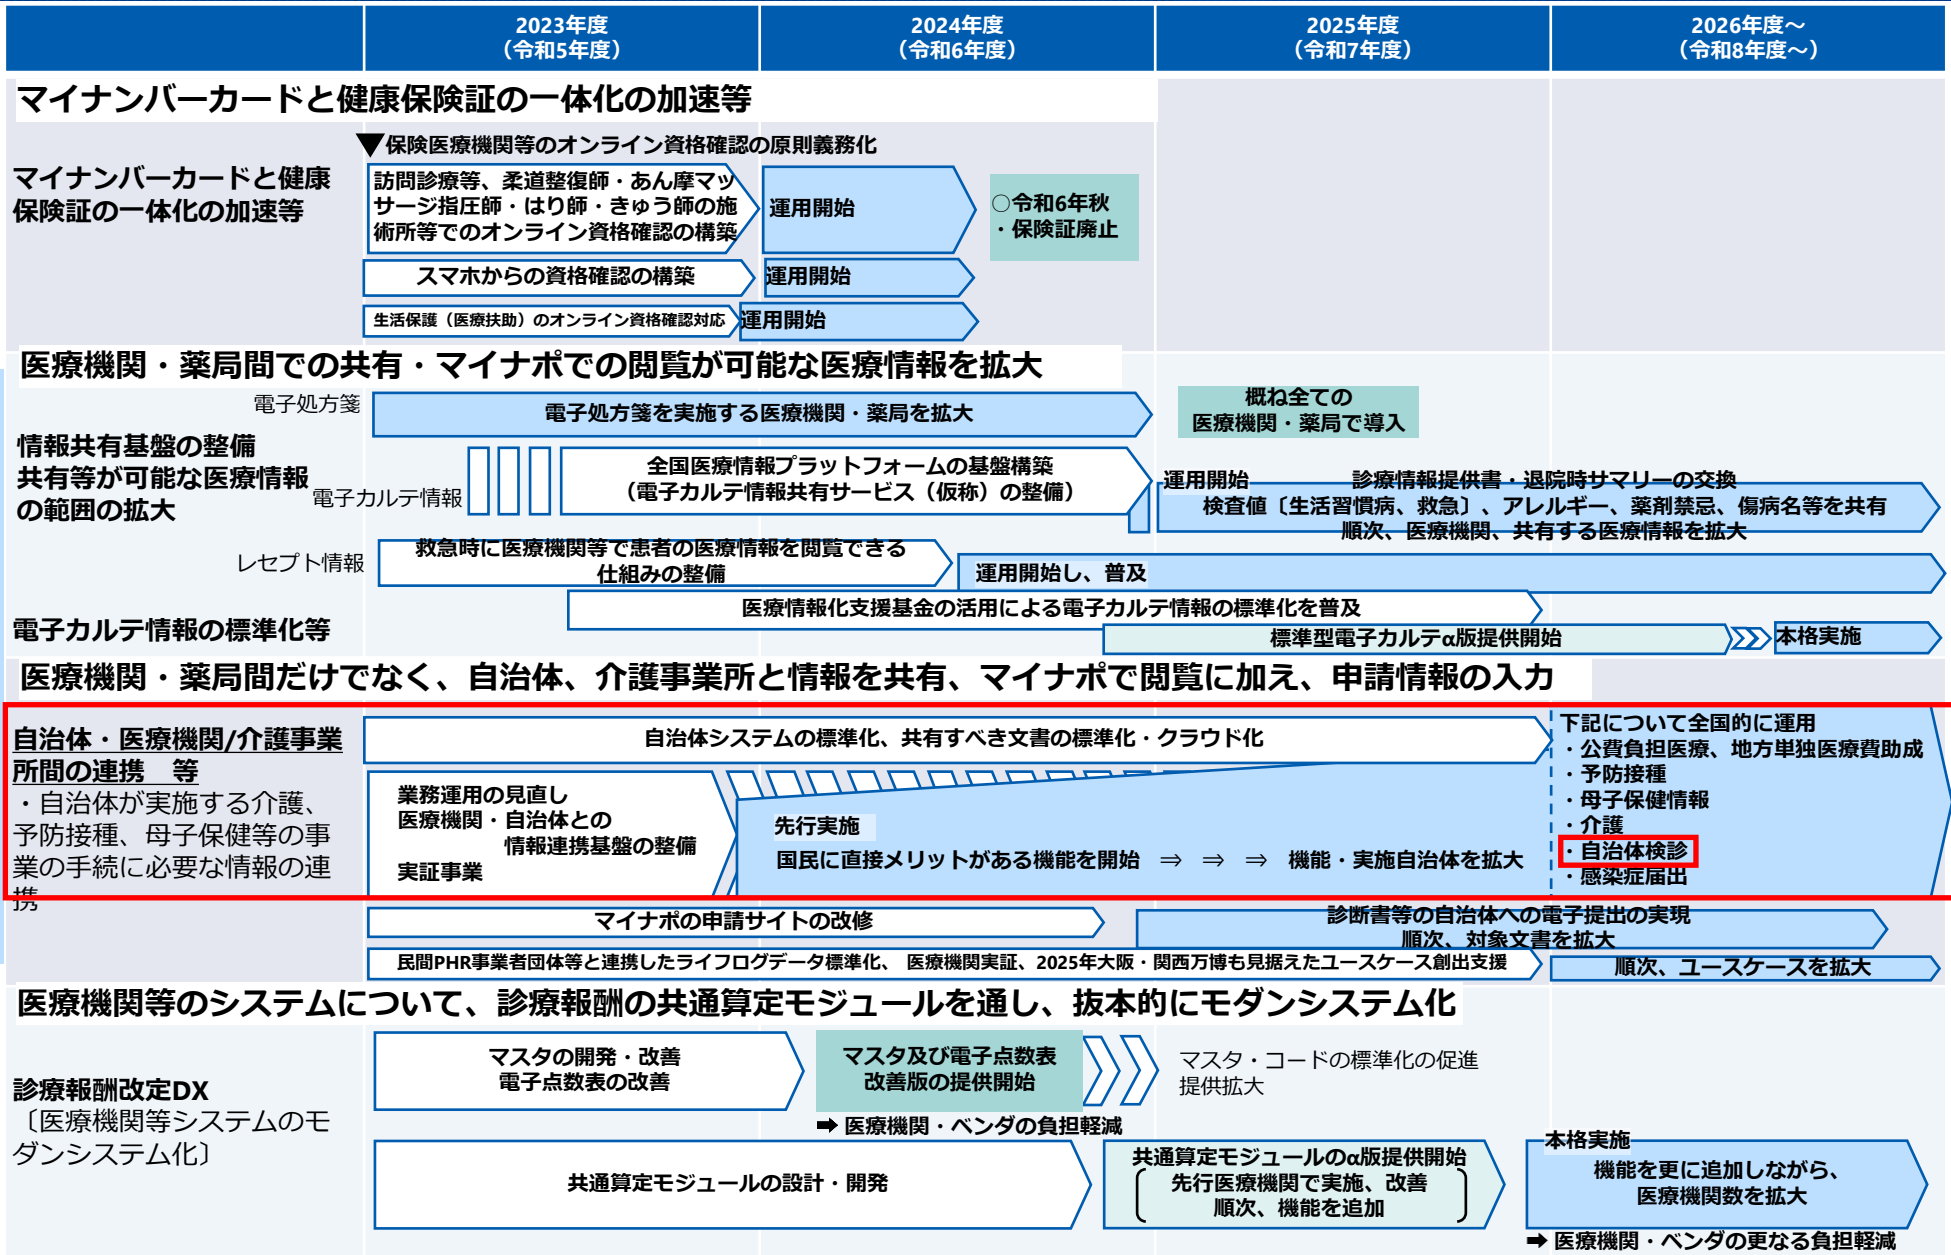 2023年度
（令和5年度）
2024年度
（令和6年度）
2025年度
（令和7年度）
2026年度～
（令和8年度～）
マイナンバーカードと健康保険証の一体化の加速等
▼保険医療機関等のオンライン資格確認の原則義務化
マイナンバーカードと健康
保険証の一体化の加速等
訪問診療等、柔道整復師・あん摩マッ
サージ指圧師・はり師・きゅう師の施
術所等でのオンライン資格確認の構築
運用開始
○令和6年秋
・保険証廃止
スマホからの資格確認の構築
運用開始
生活保護（医療扶助）のオンライン資格確認対応
運用開始
医療機関・薬局間での共有・マイナポでの閲覧が可能な医療情報を拡大
電子処方箋
電子処方箋を実施する医療機関・薬局を拡大
概ね全ての
医療機関・薬局で導入
情報共有基盤の整備
共有等が可能な医療情報
の範囲の拡大
電子カルテ情報
全国医療情報プラットフォームの基盤構築
（電子カルテ情報共有サービス（仮称）の整備）
運用開始
診療情報提供書・退院時サマリーの交換
検査値〔生活習慣病、救急〕、アレルギー、薬剤禁忌、傷病名等を共有
順次、医療機関、共有する医療情報を拡大
レセプト情報
救急時に医療機関等で患者の医療情報を閲覧できる
仕組みの整備
運用開始し、普及
電子カルテ情報の標準化等
医療情報化支援基金の活用による電子カルテ情報の標準化を普及
標準型電子カルテα版提供開始
本格実施
医療機関・薬局間だけでなく、自治体、介護事業所と情報を共有、マイナポで閲覧に加え、申請情報の入力
自治体・医療機関/介護事業
所間の連携　等
・自治体が実施する介護、
予防接種、母子保健等の事
業の手続に必要な情報の連
携
自治体システムの標準化、共有すべき文書の標準化・クラウド化
業務運用の見直し
医療機関・自治体との
情報連携基盤の整備
実証事業
先行実施
国民に直接メリットがある機能を開始　⇒　⇒　⇒　機能・実施自治体を拡大
下記について全国的に運用
・公費負担医療、地方単独医療費助成
・予防接種
・母子保健情報
・介護
・自治体検診
・感染症届出
マイナポの申請サイトの改修
診断書等の自治体への電子提出の実現
順次、対象文書を拡大
民間PHR事業者団体等と連携したライフログデータ標準化、 医療機関実証、2025年大阪・関西万博も見据えたユースケース創出支援
順次、ユースケースを拡大
医療機関等のシステムについて、診療報酬の共通算定モジュールを通し、抜本的にモダンシステム化
診療報酬改定DX
〔医療機関等システムのモ
ダンシステム化〕
マスタの開発・改善
電子点数表の改善
マスタ及び電子点数表
改善版の提供開始
マスタ・コードの標準化の促進
提供拡大
➡ 医療機関・ベンダの負担軽減
共通算定モジュールの設計・開発
共通算定モジュールのα版提供開始
先行医療機関で実施、改善
順次、機能を追加
本格実施
機能を更に追加しながら、
医療機関数を拡大
➡ 医療機関・ベンダの更なる負担軽減